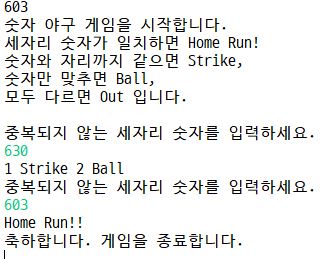 603
숫자 야구 게임을 시작합니다.
세자리 숫자가 일치하면 Home Run!
숫자와 자리까지 같으면 Strike,
숫자만 맞추면 Ball,
모두 다르면 Out 입니다.

중복되지 않는 세자리 숫자를 입력하세요.
630
1 Strike 2 Ball
중복되지 않는 세자리 숫자를 입력하세요.
603
Home Run!!
축하합니다. 게임을 종료합니다.